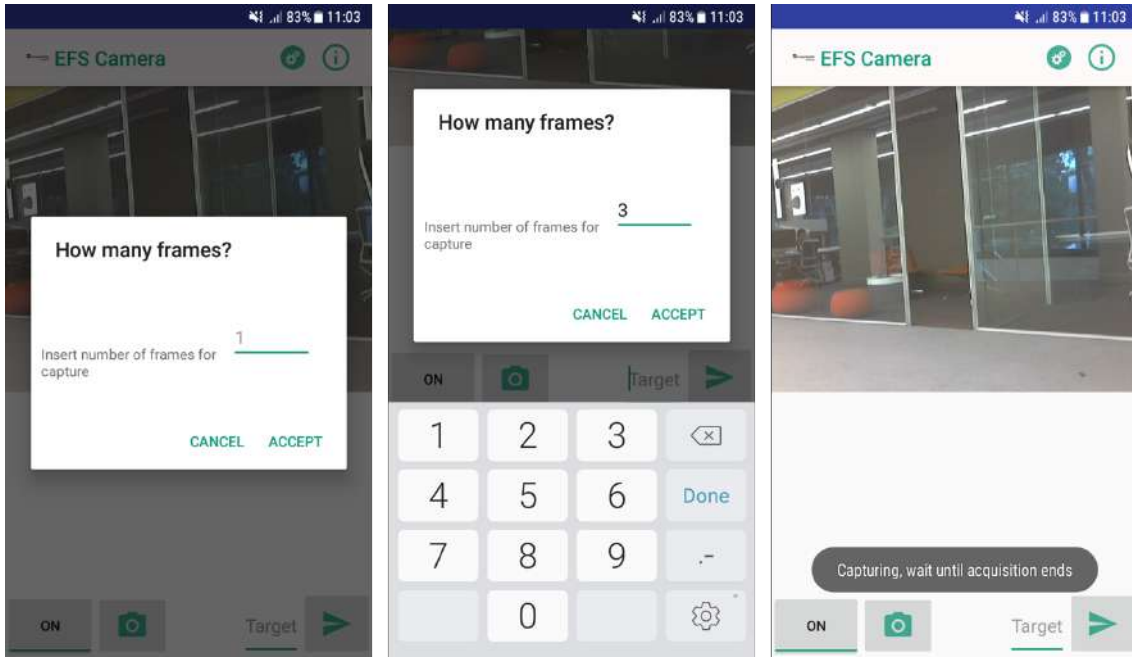 83% 11:03
EFS Camera
How many frames?
1
Insert number of frames for
capture
CANCEL ACCEPT
ON Target
83% 11:03
How many frames?
3
Insert number of frames for
capture
CANCEL ACCEPT
ON Target
1 2 3
4 5 6 Done
7 8 9 .-
0
83% 11:03
EFS Camera
Capturing, wait until acquisition ends
ON Target